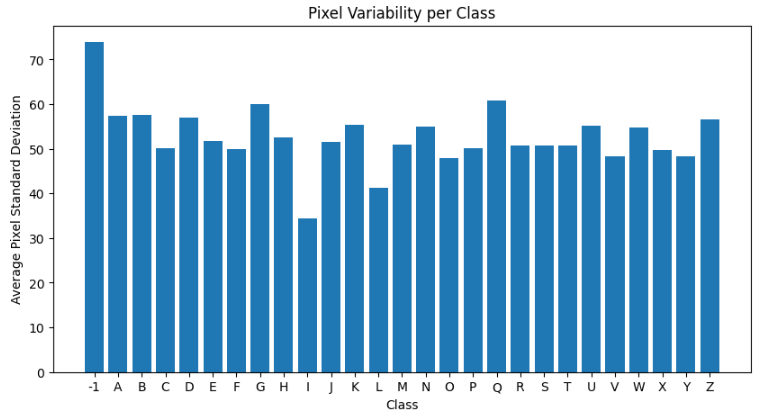 Pixel Variability per Class
Average Pixel Standard Deviation
70
60
50
40
30
20
10
0
-1 A B C D E F G H I J K L M N O P Q R S T U V W X Y Z
Class